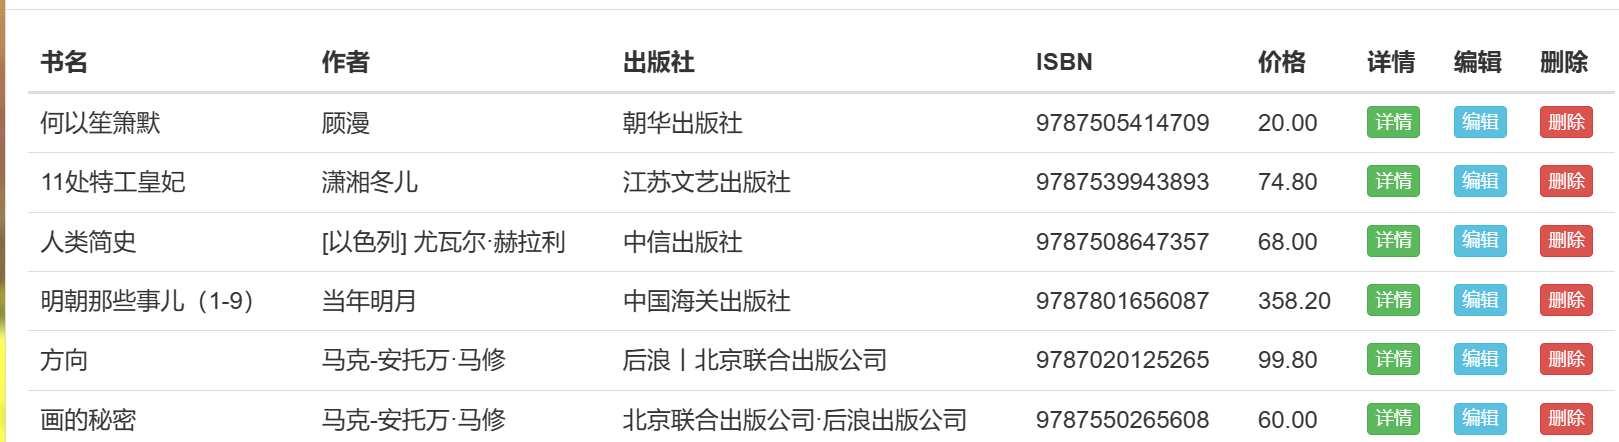 书名 作者 出版社 ISBN 价格 详情 编辑 删除
何以笙箫默 顾漫 朝华出版社 9787505414709 20.00 详情 编辑 删除
11处特工皇妃 潇湘冬儿 江苏文艺出版社 9787539943893 74.80 详情 编辑 删除
人类简史 [以色列] 尤瓦尔·赫拉利 中信出版社 9787508647357 68.00 详情 编辑 删除
明朝那些事儿（1-9） 当年明月 中国海关出版社 9787801656087 358.20 详情 编辑 删除
方向 马克-安托万·马修 后浪丨北京联合出版公司 9787020125265 99.80 详情 编辑 删除
画的秘密 马克-安托万·马修 北京联合出版公司·后浪出版公司 9787550265608 60.00 详情 编辑 删除